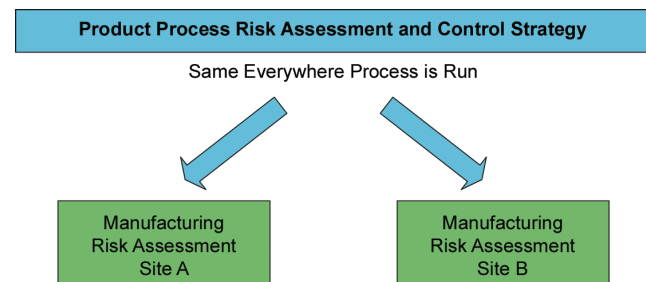 Product Process Risk Assessment and Control Strategy
Same Everywhere Process is Run
Manufacturing
Risk Assessment
Site A
Manufacturing
Risk Assessment
Site B